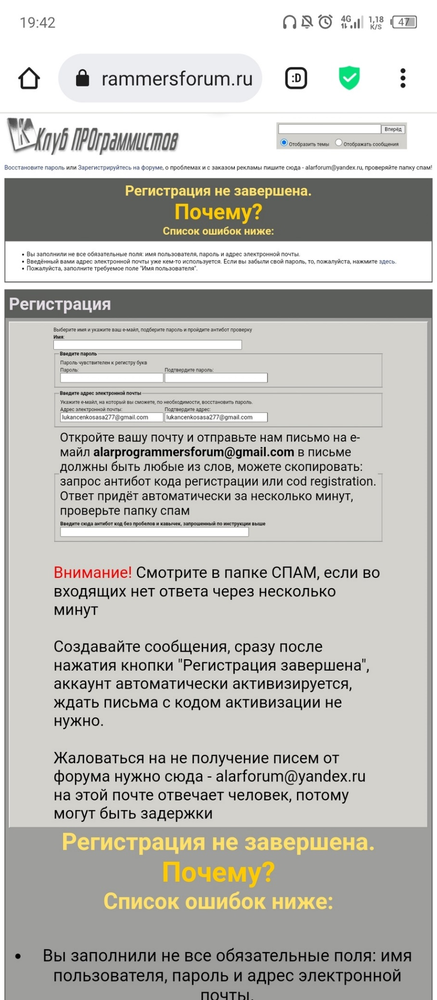 19:42
4G
1,18
K/S
47
rammersforum.ru
:D
К Клуб ПРОграммистов
Вперёд
Отобразить темы Отображать сообщения
Восстановите пароль или Зарегистрируйтесь на форуме, о проблемах и с заказом рекламы пишите сюда - alarforum@yandex.ru, проверяйте папку спам!
Регистрация не завершена.
Почему?
Список ошибок ниже:
• Вы заполнили не все обязательные поля: имя пользователя, пароль и адрес электронной почты.
• Введённый вами адрес электронной почты уже кем-то используется. Если вы забыли свой пароль, то, пожалуйста, нажмите здесь.
• Пожалуйста, заполните требуемое поле "Имя пользователя".
Регистрация
Выберите имя и укажите ваш е-майл, подберите пароль и пройдите антибот проверку
Имя:
Введите пароль
Пароль чувствителен к регистру букв
Пароль: Подтвердите пароль:
Введите адрес электронной почты
Укажите е-майл, на который вы сможете, по необходимости, восстановить пароль.
Адрес электронной почты: Подтвердите адрес:
lukancenkosasa277@gmail.com lukancenkosasa277@gmail.com
Откройте вашу почту и отправьте нам письмо на е-
майл alarprogrammersforum@gmail.com в письме
должны быть любые из слов, можете скопировать:
запрос антибот кода регистрации или cod registration.
Ответ придёт автоматически за несколько минут,
проверьте папку спам
Введите сюда антибот код без пробелов и кавычек, запрошенный по инструкции выше
Внимание! Смотрите в папке СПАМ, если во
входящих нет ответа через несколько
минут
Создавайте сообщения, сразу после
нажатия кнопки "Регистрация завершена",
аккаунт автоматически активизируется,
ждать письма с кодом активизации не
нужно.
Жаловаться на не получение писем от
форума нужно сюда - alarforum@yandex.ru
на этой почте отвечает человек, потому
могут быть задержки
Регистрация не завершена.
Почему?
Список ошибок ниже:
• Вы заполнили не все обязательные поля: имя
пользователя, пароль и адрес электронной
почты.